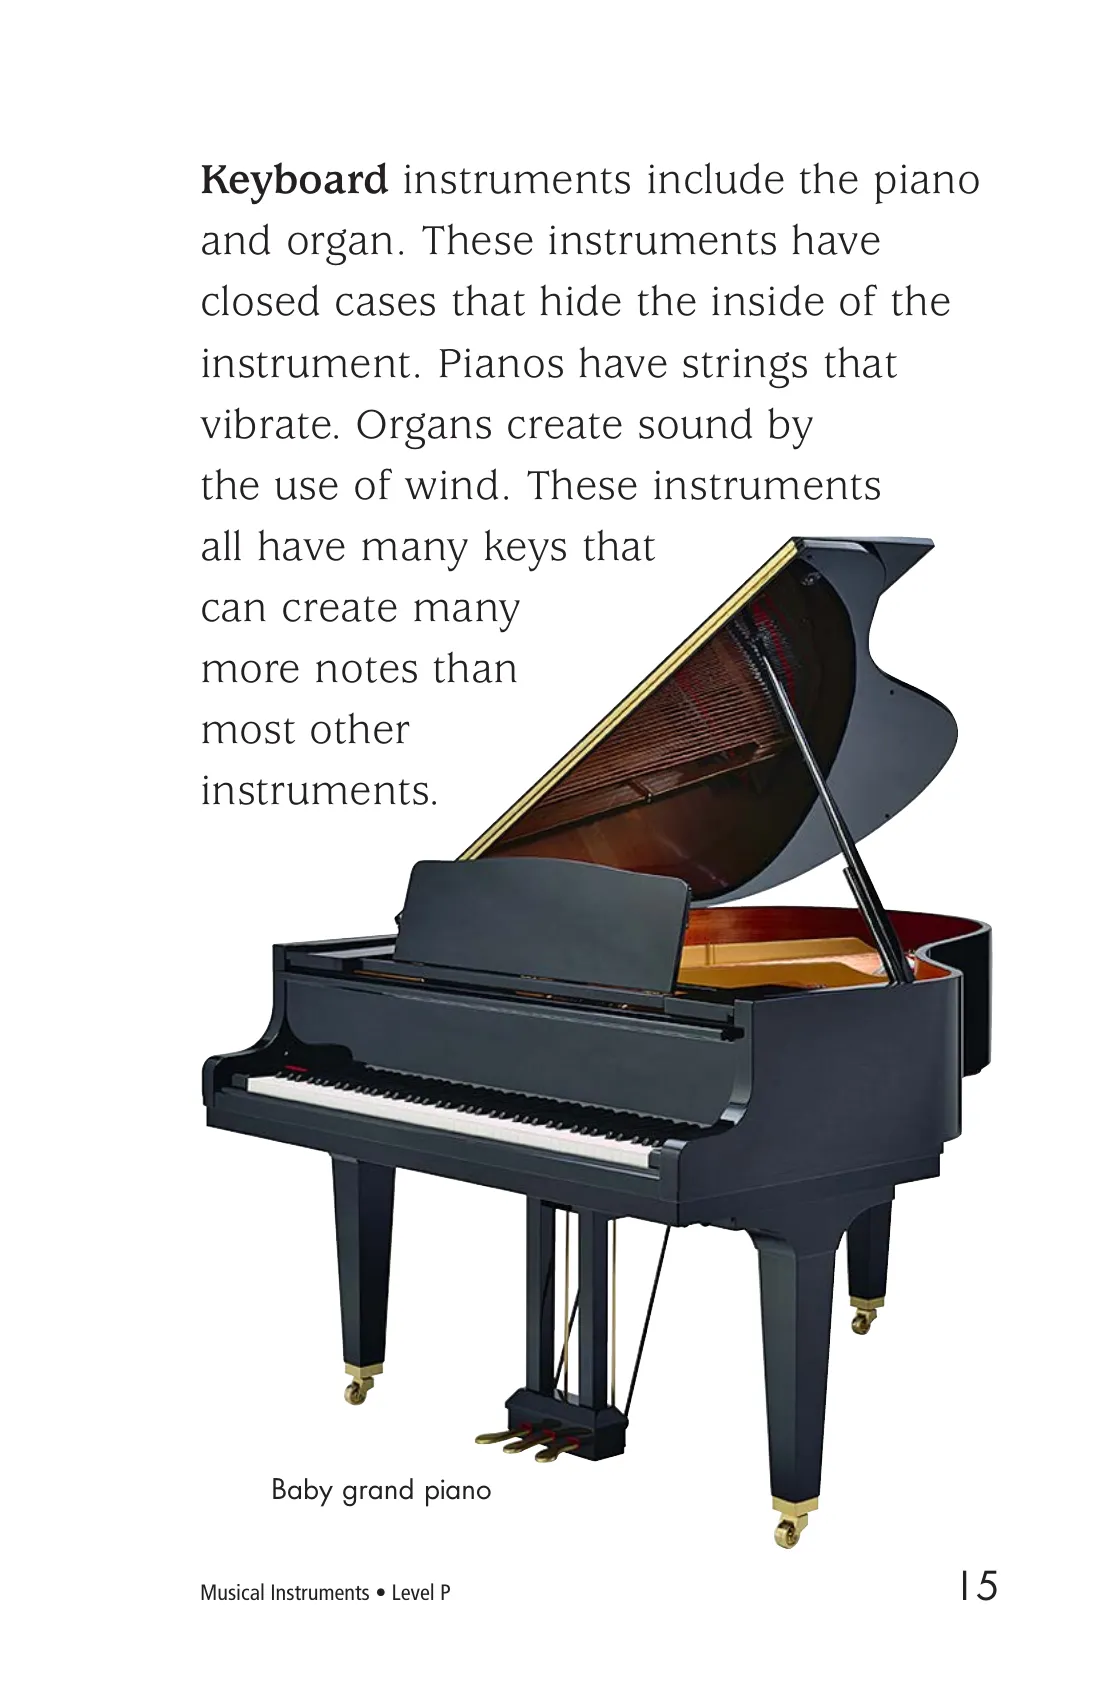 Keyboard instruments include the piano
and organ. These instruments have
closed cases that hide the inside of the
instrument. Pianos have strings that
vibrate. Organs create sound by
the use of wind. These instruments
all have many keys that
can create many
more notes than
most other
instruments.
Baby grand piano
Musical Instruments • Level P
15